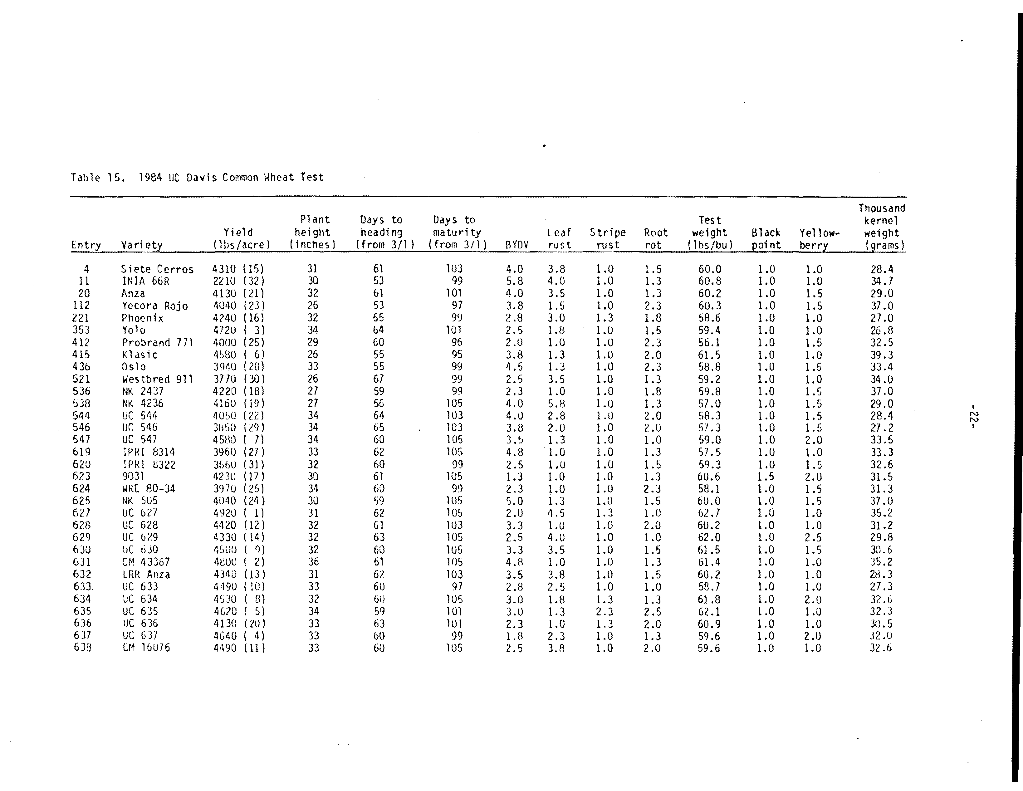 Table 15. 1984 UC Davis Common Wheat Test
Thousand
Plant Days to Days to Test kernel
Yield height heading maturity Leaf Stripe Root weight Black Yellow- weight
Entry Variety (lbs/acre) (inches) (from 3/1) (from 3/1) BYDV rust rust rot (lbs/bu) point berry (grams)
4 Siete Cerros 4310 (15) 31 61 103 4.0 3.8 1.0 1.5 60.0 1.0 1.0 28.4
11 INIA 66R 2210 (32) 30 53 99 5.8 4.0 1.0 1.3 60.8 1.0 1.0 34.7
20 Anza 4130 (21) 32 61 101 4.0 3.5 1.0 1.3 60.2 1.0 1.5 29.0
112 Yecora Rojo 4040 (23) 26 53 97 3.8 1.5 1.0 2.3 60.3 1.0 1.5 37.0
221 Phoenix 4240 (16) 32 55 99 2.8 3.0 1.3 1.8 58.6 1.0 1.0 27.0
353 Yolo 4720 ( 3) 34 64 101 2.5 1.8 1.0 1.5 59.4 1.0 1.0 26.8
412 Probrand 771 4000 (25) 29 60 96 2.0 1.0 1.0 2.3 56.1 1.0 1.5 32.5
415 Klasic 4580 ( 6) 26 55 95 3.8 1.3 1.0 2.0 61.5 1.0 1.0 39.3
436 Oslo 3940 (28) 33 55 99 4.5 1.3 1.0 2.3 58.8 1.0 1.5 33.4
521 Westbred 911 3770 (30) 26 67 99 2.5 3.5 1.0 1.3 59.2 1.0 1.0 34.0
536 NK 2437 4220 (18) 27 59 99 2.3 1.0 1.0 1.8 59.8 1.0 1.5 37.0
538 NK 4236 4160 (19) 27 56 105 4.0 5.8 1.0 1.3 57.0 1.0 1.5 29.0
544 UC 544 4050 (22) 34 64 103 4.0 2.8 1.0 2.0 58.3 1.0 1.5 28.4
546 UC 546 (29) 34 65 103 3.8 2.0 1.0 2.0 57.3 1.0 1.5 27.2
547 UC 547 4580 ( 7) 34 60 105 3.5 1.3 1.0 1.0 59.0 1.0 2.0 33.5
619 IPRI 8314 3960 (27) 33 62 105 4.8 1.0 1.0 1.3 57.5 1.0 1.0 33.3
620 IPRI 8322 (31) 32 60 99 2.5 1.0 1.0 1.5 59.3 1.0 1.5 32.6
623 9031 4230 (17) 30 61 105 1.3 1.0 1.0 1.3 60.6 1.5 2.0 31.5
624 WRC 80-34 3970 (26) 34 60 99 2.3 1.0 1.0 2.3 58.1 1.0 1.5 31.3
625 NK 505 4040 (24) 30 59 105 5.0 1.3 1.0 1.5 60.0 1.0 1.5 37.0
627 UC 627 4920 ( 1) 31 62 105 2.0 4.5 1.3 1.0 62.7 1.0 1.0 35.2
628 UC 628 4420 (12) 32 61 103 3.3 1.0 1.0 2.0 60.2 1.0 1.0 31.2
629 UC 629 4330 (14) 32 63 105 2.5 4.0 1.0 1.0 62.0 1.0 2.5 29.8
630 UC 630 4500 ( 9) 32 60 105 3.3 3.5 1.0 1.5 61.5 1.0 1.5 30.6
631 CM 43367 4800 ( 2) 36 61 105 4.8 1.0 1.0 1.3 61.4 1.0 1.0 35.2
632 LRR Anza 4340 (13) 31 62 103 3.5 3.8 1.0 1.5 60.2 1.0 1.0 28.3
633 UC 633 4490 (10) 33 60 97 2.8 2.5 1.0 1.0 1.0 1.0 27.3
634 UC 634 4530 ( 8) 32 60 105 3.0 1.8 1.3 1.3 61.8 1.0 2.0 32.6
635 UC 635 4620 ( 5) 34 59 101 3.0 1.3 2.3 2.5 62.1 1.0 1.0 32.3
636 UC 636 4130 (20) 33 63 101 2.3 1.0 1.3 2.0 60.9 1.0 1.0 30.5
637 UC 637 4640 ( 4) 33 60 99 1.8 2.3 1.0 1.3 59.6 1.0 2.0 32.0
638 CM 16076 4490 (11) 33 60 105 2.5 3.8 1.0 2.0 59.6 1.0 1.0 32.6
-22-